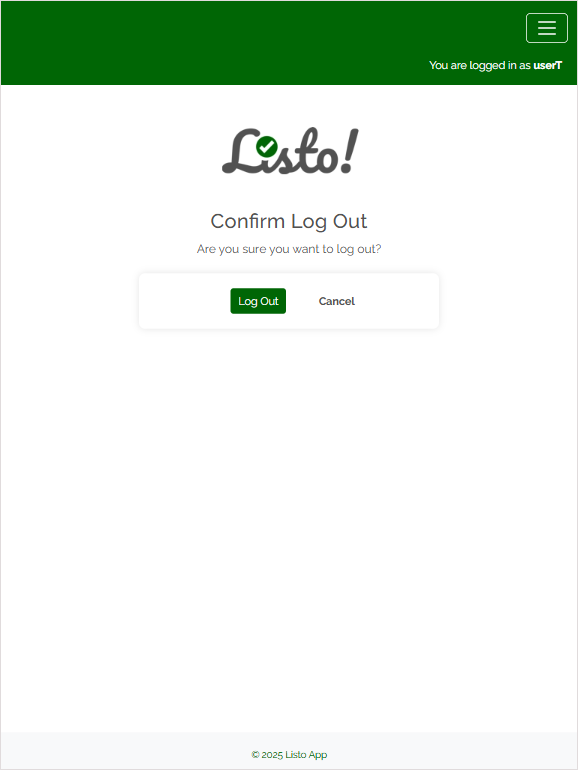 You are logged in as userT
Listo!
Confirm Log Out
Are you sure you want to log out?
Log Out Cancel
© 2025 Listo App